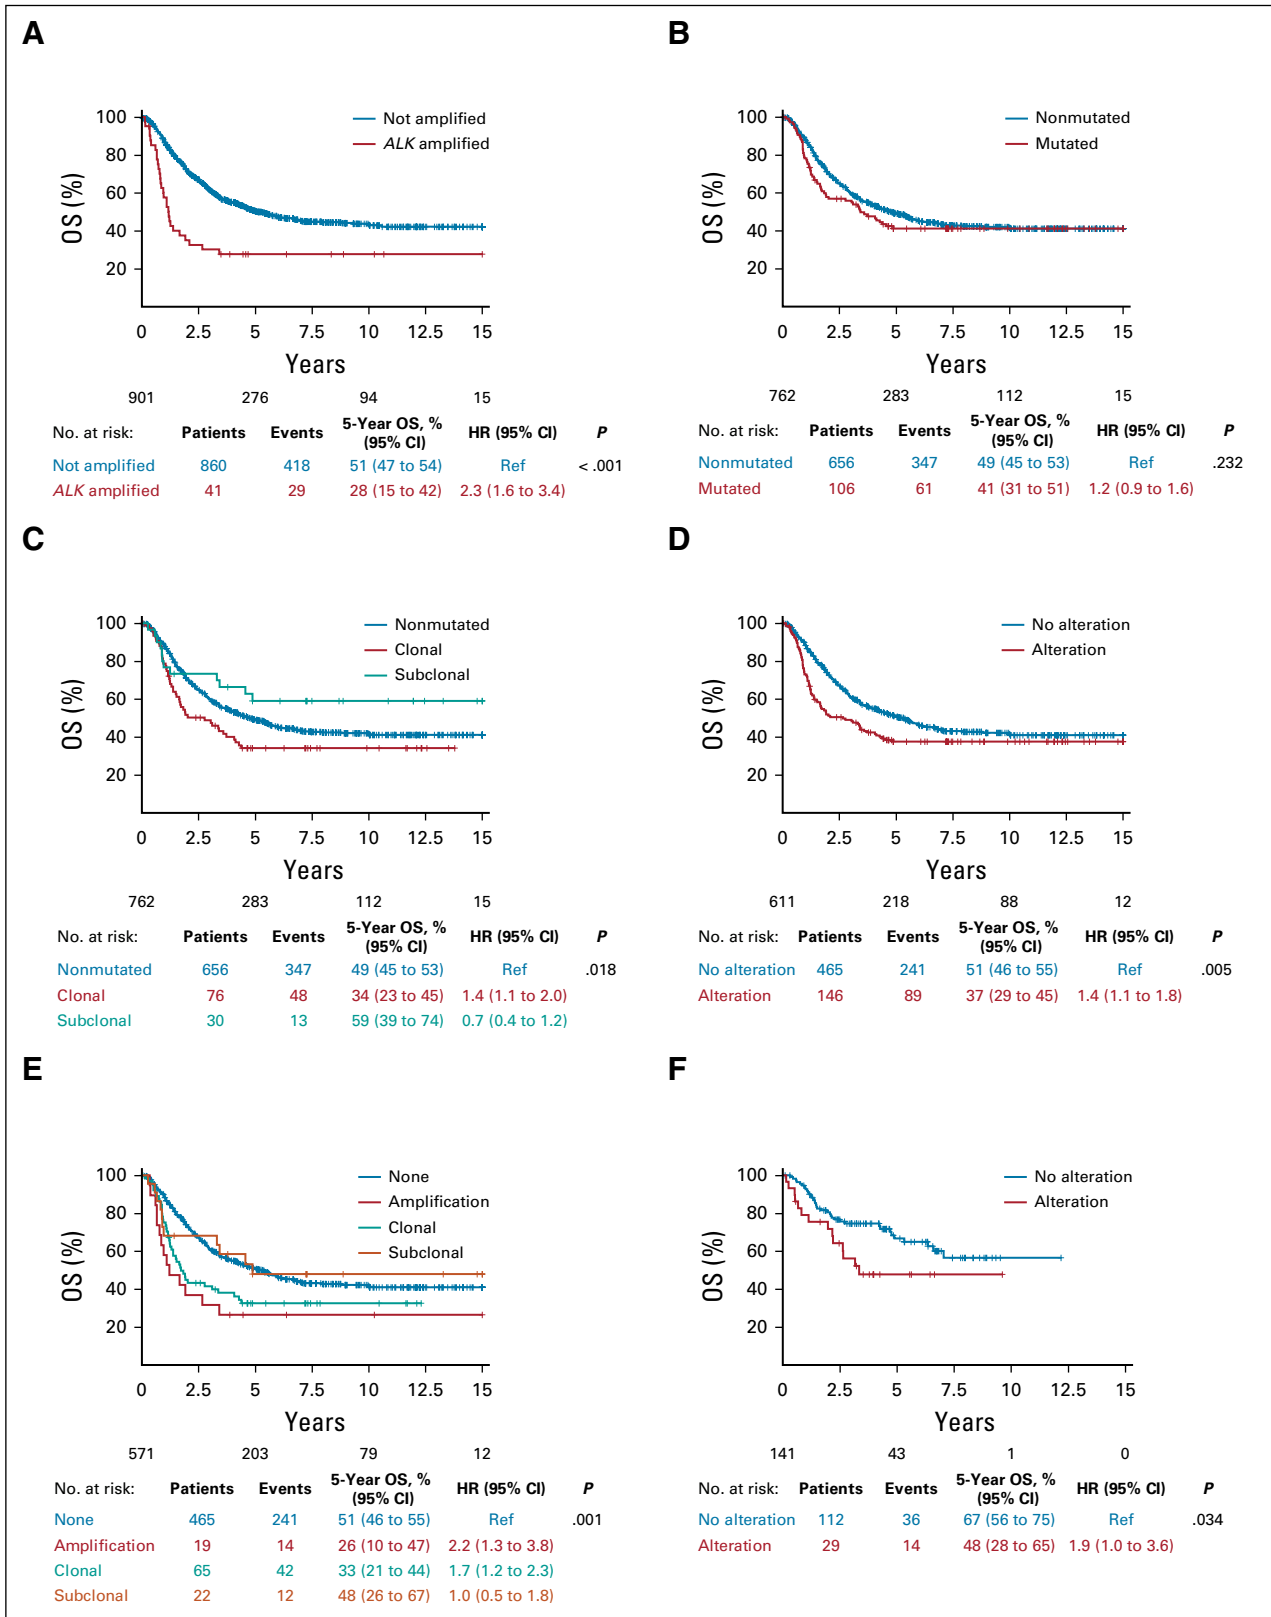 A
100
80
60
40
20
OS (%)
Not amplified
ALK amplified
0 2.5 5 7.5 10 12.5 15
Years
901 276 94 15
No. at risk: Patients Events 5-Year OS, % (95% CI) HR (95% CI) P
Not amplified 860 418 51 (47 to 54) Ref < .001
ALK amplified 41 29 28 (15 to 42) 2.3 (1.6 to 3.4)
B
100
80
60
40
20
OS (%)
Nonmutated
Mutated
0 2.5 5 7.5 10 12.5 15
Years
762 283 112 15
No. at risk: Patients Events 5-Year OS, % (95% CI) HR (95% CI) P
Nonmutated 656 347 49 (45 to 53) Ref .232
Mutated 106 61 41 (31 to 51) 1.2 (0.9 to 1.6)
C
100
80
60
40
20
OS (%)
Nonmutated
Clonal
Subclonal
0 2.5 5 7.5 10 12.5 15
Years
762 283 112 15
No. at risk: Patients Events 5-Year OS, % (95% CI) HR (95% CI) P
Nonmutated 656 347 49 (45 to 53) Ref .018
Clonal 76 48 34 (23 to 45) 1.4 (1.1 to 2.0)
Subclonal 30 13 59 (39 to 74) 0.7 (0.4 to 1.2)
D
100
80
60
40
20
OS (%)
No alteration
Alteration
0 2.5 5 7.5 10 12.5 15
Years
611 218 88 12
No. at risk: Patients Events 5-Year OS, % (95% CI) HR (95% CI) P
No alteration 465 241 51 (46 to 55) Ref .005
Alteration 146 89 37 (29 to 45) 1.4 (1.1 to 1.8)
E
100
80
60
40
20
OS (%)
None
Amplification
Clonal
Subclonal
0 2.5 5 7.5 10 12.5 15
Years
571 203 79 12
No. at risk: Patients Events 5-Year OS, % (95% CI) HR (95% CI) P
None 465 241 51 (46 to 55) Ref .001
Amplification 19 14 26 (10 to 47) 2.2 (1.3 to 3.8)
Clonal 65 42 33 (21 to 44) 1.7 (1.2 to 2.3)
Subclonal 22 12 48 (26 to 67) 1.0 (0.5 to 1.8)
F
100
80
60
40
20
OS (%)
No alteration
Alteration
0 2.5 5 7.5 10 12.5 15
Years
141 43 1 0
No. at risk: Patients Events 5-Year OS, % (95% CI) HR (95% CI) P
No alteration 112 36 67 (56 to 75) Ref .034
Alteration 29 14 48 (28 to 65) 1.9 (1.0 to 3.6)